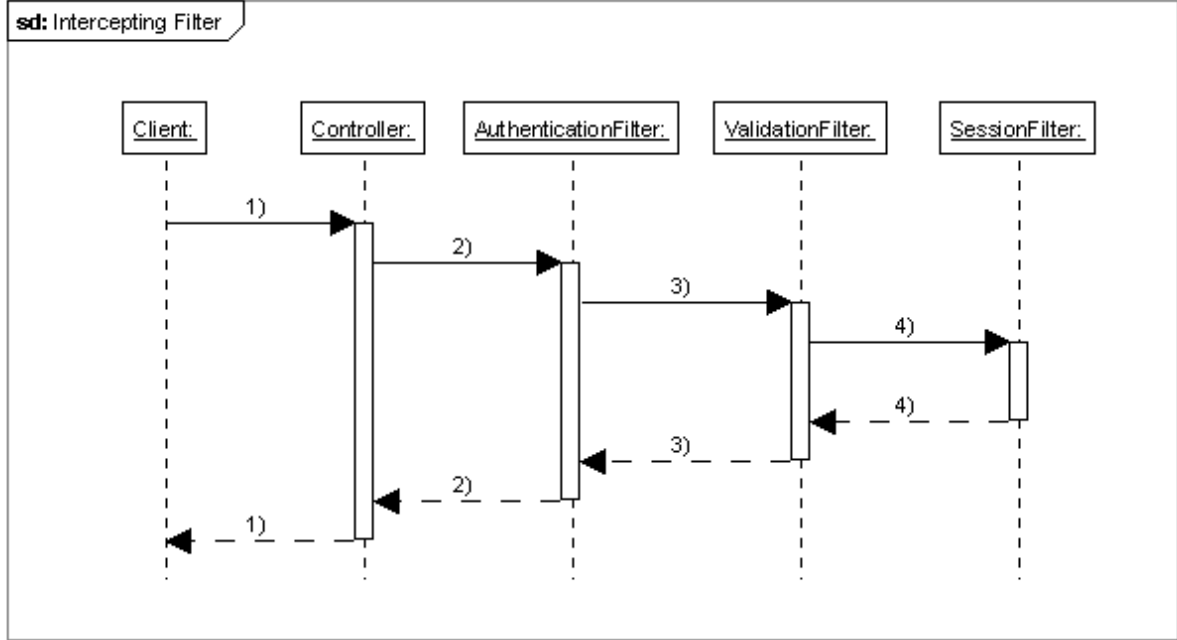 sd: Intercepting Filter
Client:
Controller:
AuthenticationFilter:
ValidationFilter:
SessionFilter:
1)
2)
3)
4)
4)
3)
2)
1)